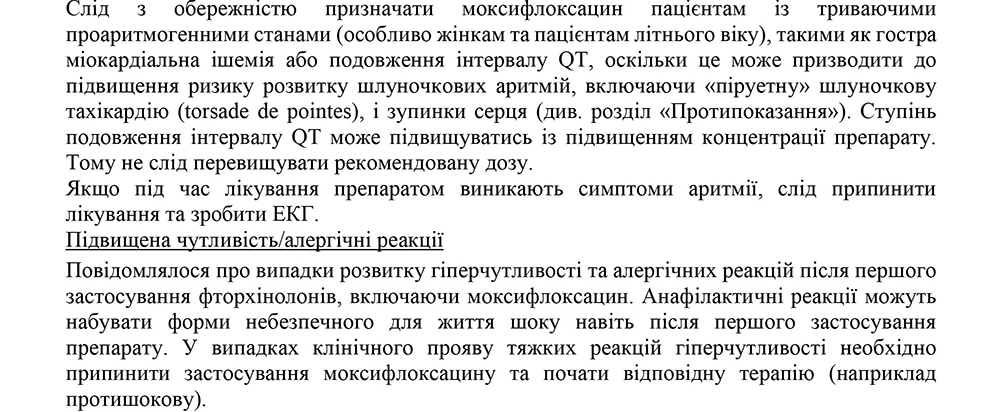 Слід з обережністю призначати моксифлоксацин пацієнтам із триваючими
проаритмогенними станами (особливо жінкам та пацієнтам літнього віку), такими як гостра
міокардіальна ішемія або подовження інтервалу QT, оскільки це може призводити до
підвищення ризику розвитку шлуночкових аритмій, включаючи «піруетну» шлуночкову
тахікардію (torsade de pointes), і зупинки серця (див. розділ «Протипоказання»). Ступінь
подовження інтервалу QT може підвищуватись із підвищенням концентрації препарату.
Тому не слід перевищувати рекомендовану дозу.
Якщо під час лікування препаратом виникають симптоми аритмії, слід припинити
лікування та зробити ЕКГ.
Підвищена чутливість/алергічні реакції
Повідомлялося про випадки розвитку гіперчутливості та алергічних реакцій після першого
застосування фторхінолонів, включаючи моксифлоксацин. Анафілактичні реакції можуть
набувати форми небезпечного для життя шоку навіть після першого застосування
препарату. У випадках клінічного прояву тяжких реакцій гіперчутливості необхідно
припинити застосування моксифлоксацину та почати відповідну терапію (наприклад
протишокову).